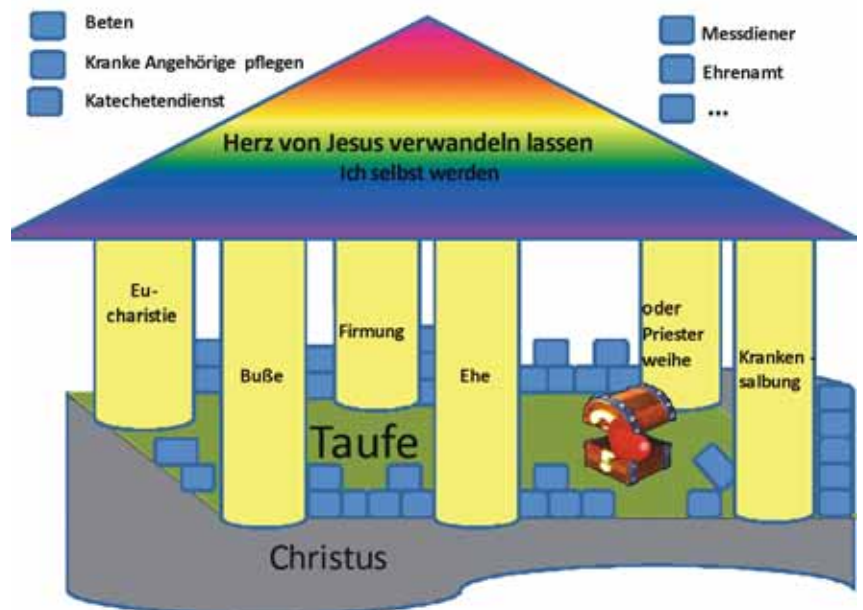 Beten
Kranke Angehörige pflegen
Katechetendienst
Messdiener
Ehrenamt
...
Herz von Jesus verwandeln lassen
Ich selbst werden
Eu-
charistie
Buße
Firmung
Ehe
oder
Priester
weihe
Kranken-
salbung
Taufe
Christus